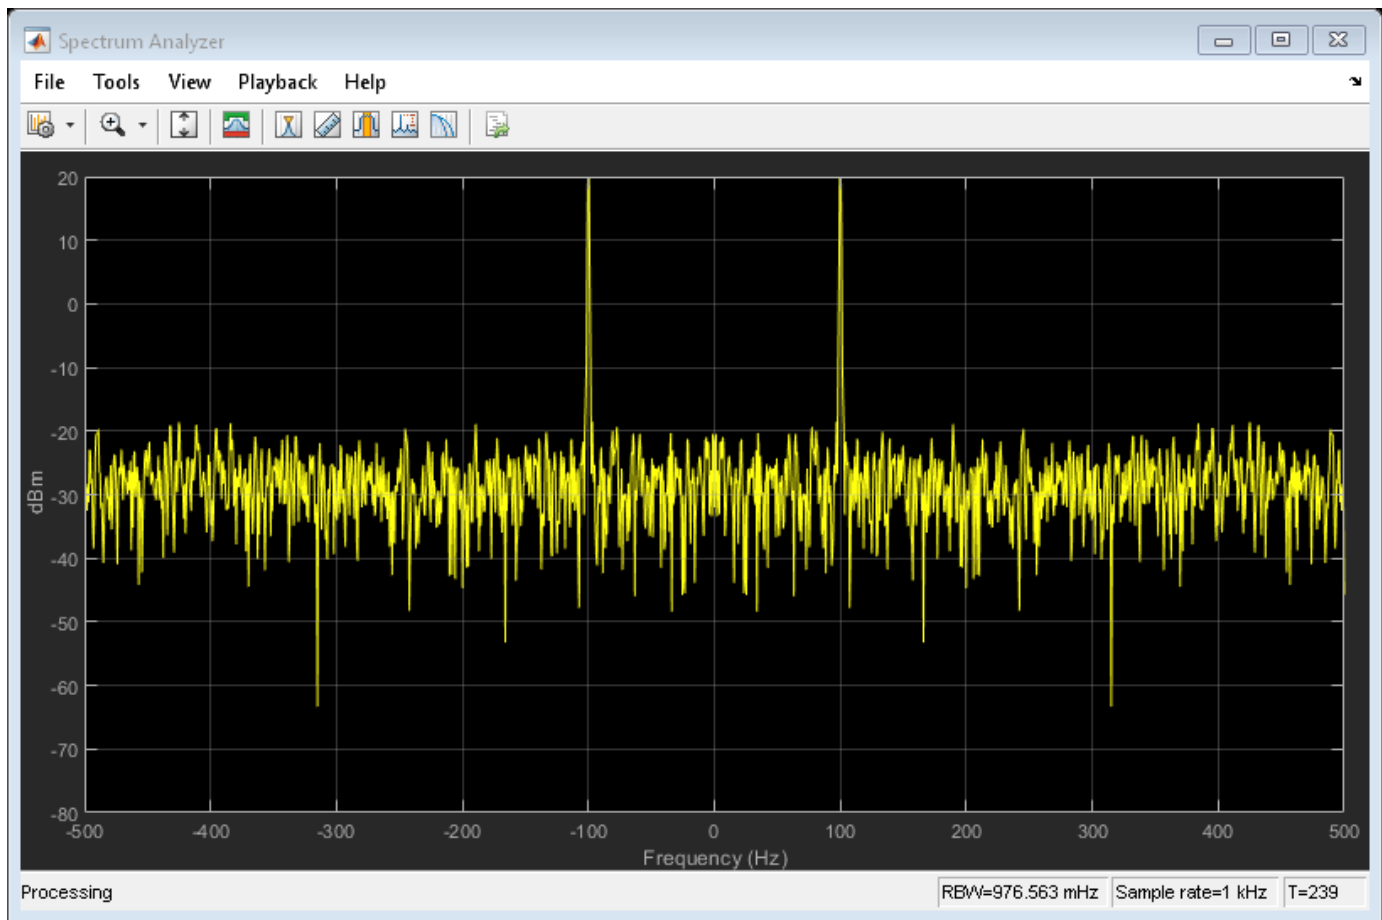 Spectrum Analyzer
File Tools View Playback Help
20
10
0
-10
-20
-30
-40
-50
-60
-70
-80
dBm
-500 -400 -300 -200 -100 0 100 200 300 400 500
Frequency (Hz)
Processing RBW=976.563 mHz Sample rate=1 kHz T=239